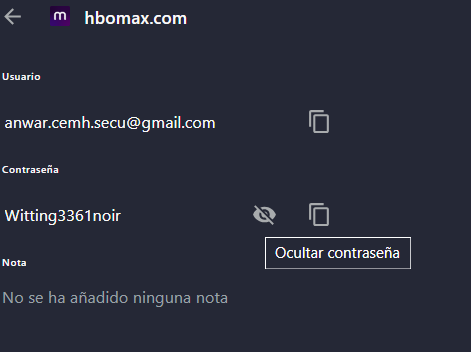 hbomax.com
Usuario
anwar.cemh.secu@gmail.com
Contraseña
Witting3361noir
Ocultar contraseña
Nota
No se ha añadido ninguna nota